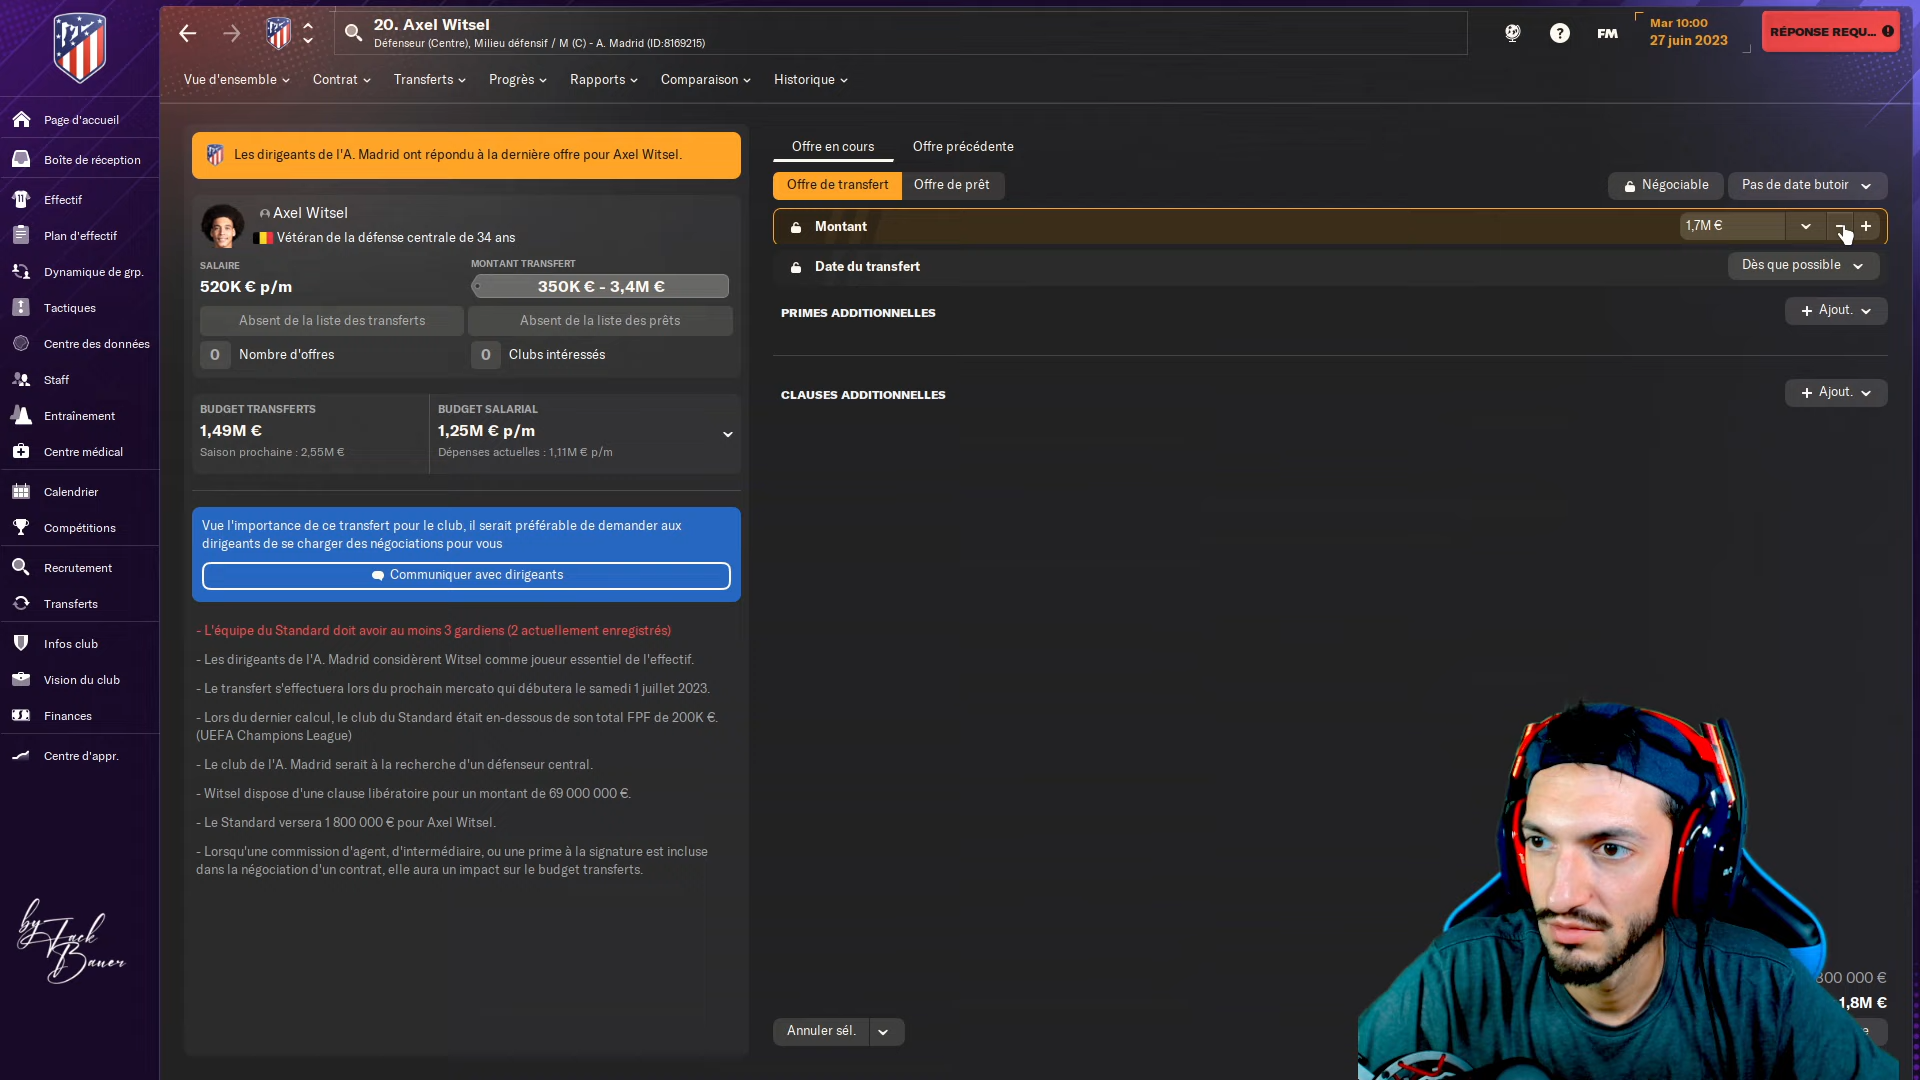 20. Axel Witsel
Défenseur (Centre), Milieu défensif / M (C) - A. Madrid (ID:8169215)
FM
Mar 10:00
27 juin 2023
RÉPONSE REQU...
Vue d'ensemble
Contrat
Transferts
Progrès
Rapports
Comparaison
Historique
Page d'accueil
Boîte de réception
Effectif
Plan d'effectif
Dynamique de grp.
Tactiques
Centre des données
Staff
Entraînement
Centre médical
Calendrier
Compétitions
Recrutement
Transferts
Infos club
Vision du club
Finances
Centre d'appr.
by Jack
Bauer
Les dirigeants de l'A. Madrid ont répondu à la dernière offre pour Axel Witsel.
Axel Witsel
Vétéran de la défense centrale de 34 ans
SALAIRE
520K € p/m
MONTANT TRANSFERT
350K € - 3,4M €
Absent de la liste des transferts
Absent de la liste des prêts
0 Nombre d'offres
0 Clubs intéressés
BUDGET TRANSFERTS
1,49M €
Saison prochaine : 2,55M €
BUDGET SALARIAL
1,25M € p/m
Dépenses actuelles : 1,11M € p/m
Vue l'importance de ce transfert pour le club, il serait préférable de demander aux
dirigeants de se charger des négociations pour vous
Communiquer avec dirigeants
- L'équipe du Standard doit avoir au moins 3 gardiens (2 actuellement enregistrés)
- Les dirigeants de l'A. Madrid considèrent Witsel comme joueur essentiel de l'effectif.
- Le transfert s'effectuera lors du prochain mercato qui débutera le samedi 1 juillet 2023.
- Lors du dernier calcul, le club du Standard était en-dessous de son total FPF de 200K €.
(UEFA Champions League)
- Le club de l'A. Madrid serait à la recherche d'un défenseur central.
- Witsel dispose d'une clause libératoire pour un montant de 69 000 000 €.
- Le Standard versera 1 800 000 € pour Axel Witsel.
- Lorsqu'une commission d'agent, d'intermédiaire, ou une prime à la signature est incluse
dans la négociation d'un contrat, elle aura un impact sur le budget transferts.
Offre en cours
Offre précédente
Offre de transfert
Offre de prêt
Négociable
Pas de date butoir
Montant
1,7M €
Date du transfert
Dès que possible
PRIMES ADDITIONNELLES
+ Ajout.
CLAUSES ADDITIONNELLES
+ Ajout.
800 000 €
1,8M €
Annuler sél.